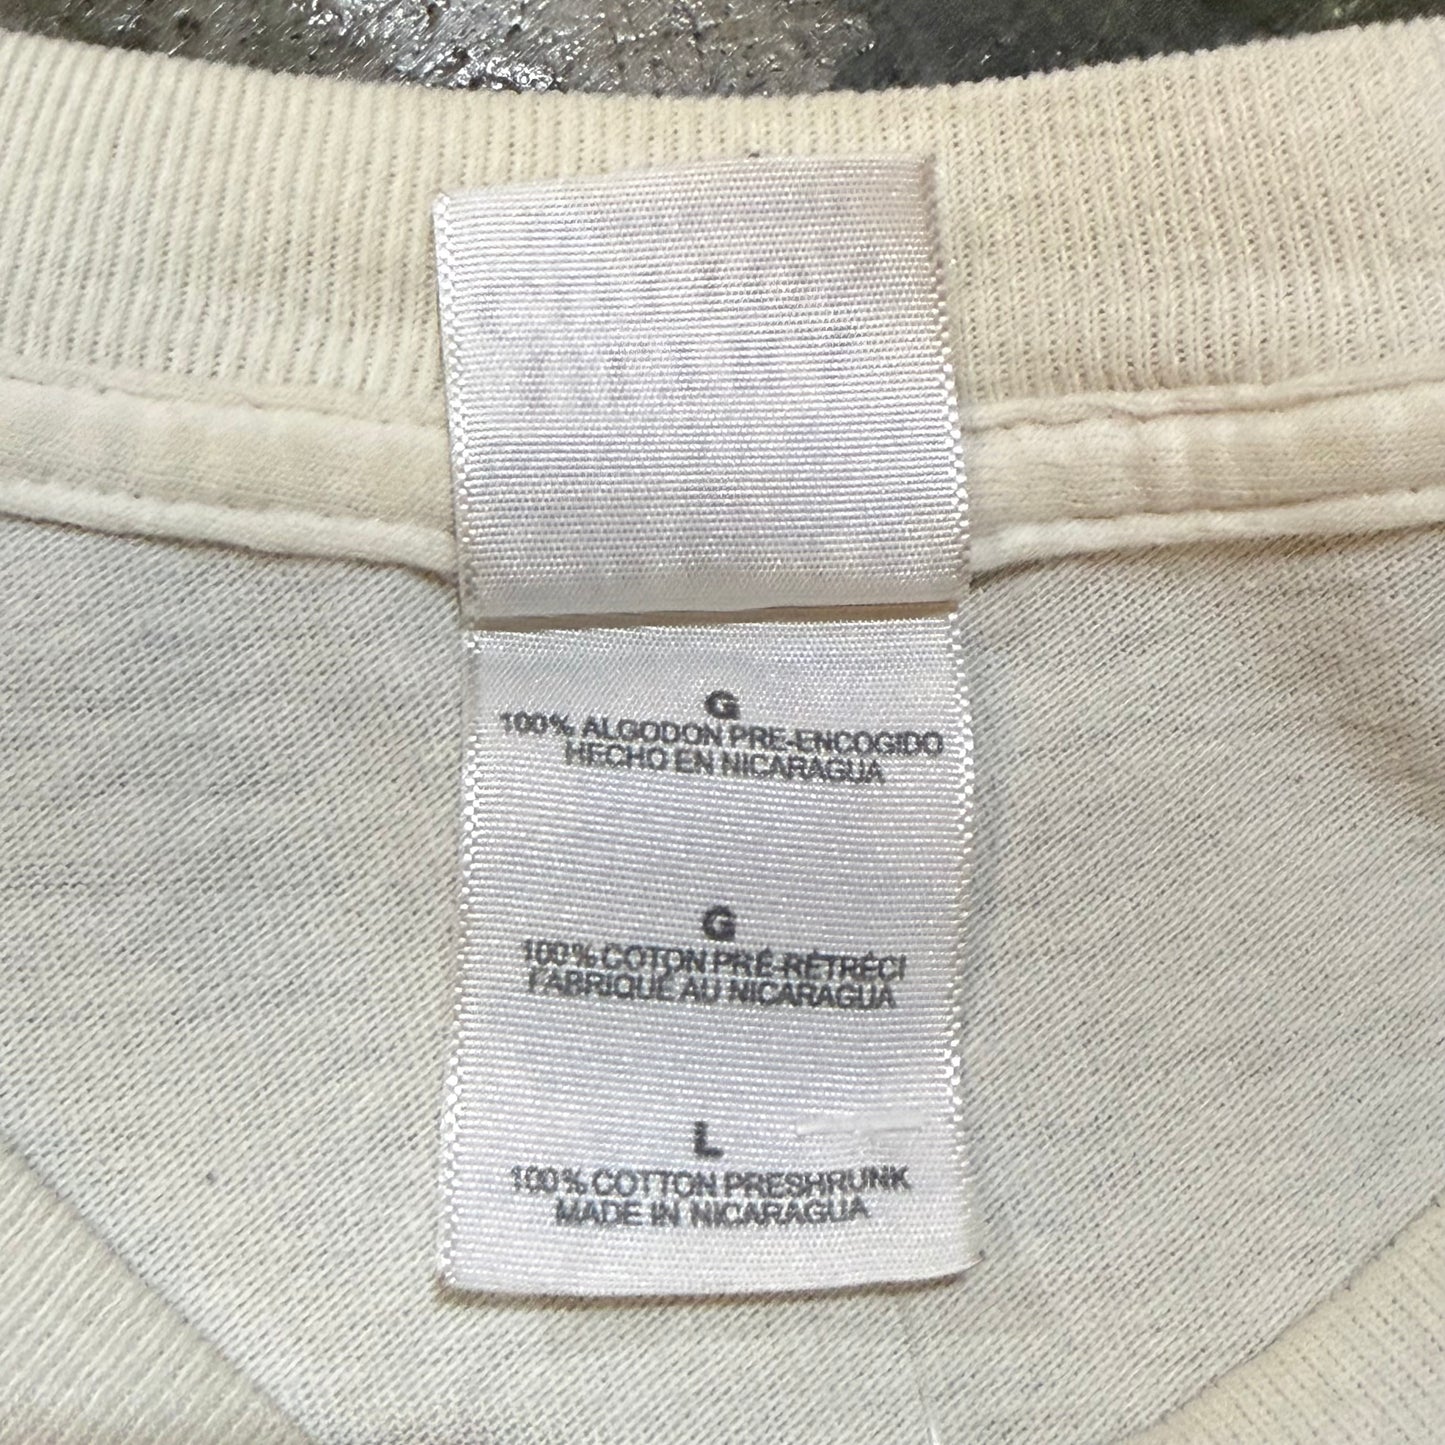 G
100% ALGODON PRE-ENCOGIDO
HECHO EN NICARAGUA
G
100% COTON PRÉ-RÉTRÉCI
FABRIQUÉ AU NICARAGUA
L
100% COTTON PRESHRUNK
MADE IN NICARAGUA